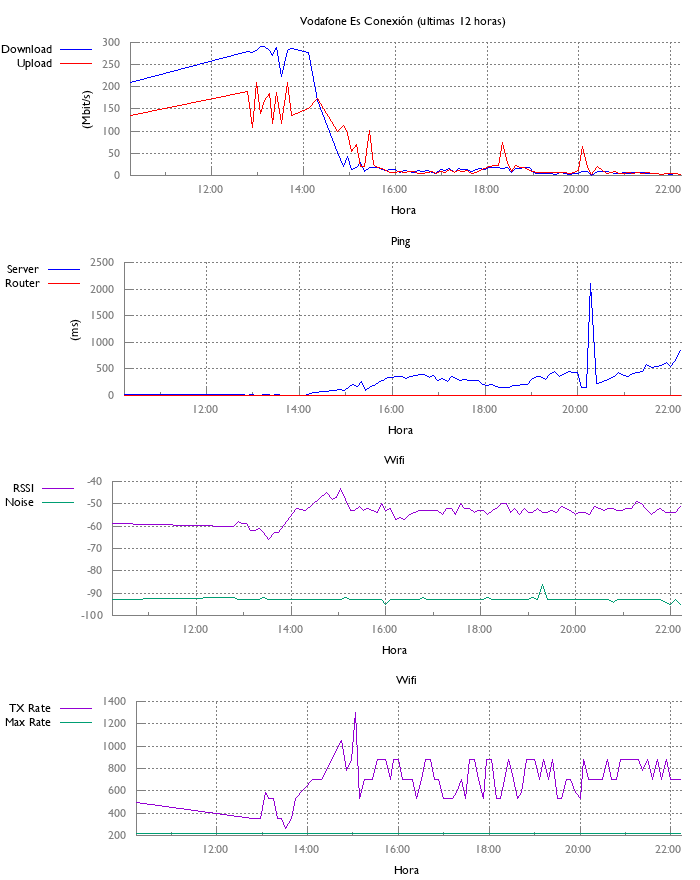 Vodafone Es Conexión (ultimas 12 horas)
Download
Upload
300
250
200
150
100
50
0
(Mbit/s)
12:00 14:00 16:00 18:00 20:00 22:00
Hora
Ping
Server
Router
2500
2000
1500
1000
500
0
(ms)
12:00 14:00 16:00 18:00 20:00 22:00
Hora
Wifi
RSSI
Noise
-40
-50
-60
-70
-80
-90
-100
12:00 14:00 16:00 18:00 20:00 22:00
Hora
Wifi
TX Rate
Max Rate
1400
1200
1000
800
600
400
200
12:00 14:00 16:00 18:00 20:00 22:00
Hora